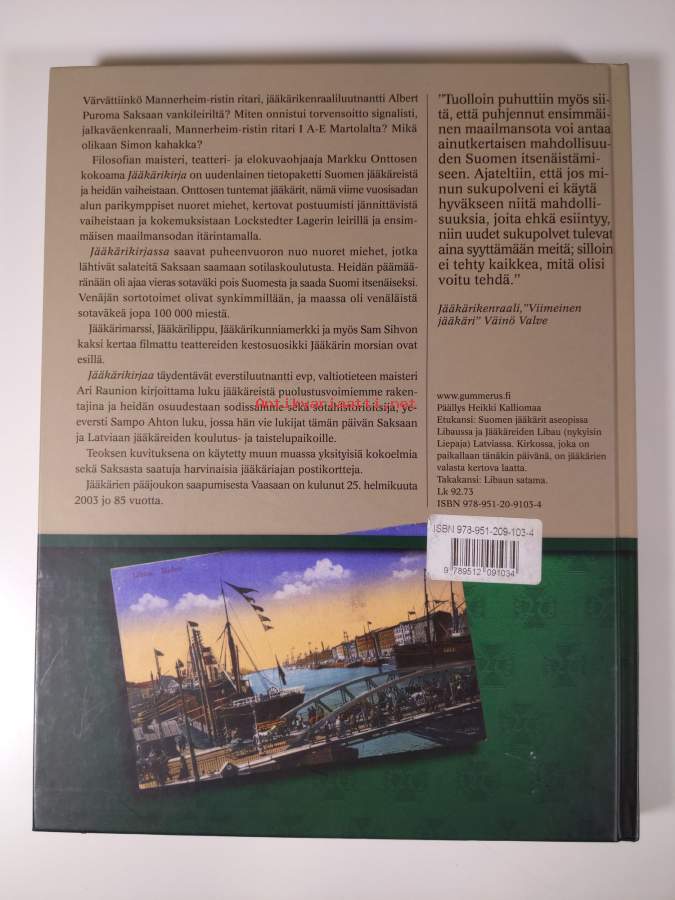 Värvättiinkö Mannerheim-ristin ritari, jääkärikenraaliluutnantti Albert
Puroma Saksaan vankileiriltä? Miten onnistui torvensoitto signalisti,
jalkaväenkenraali, Mannerheim-ristin ritari I A-E Martolalta? Mikä
olikaan Simon kahakka?
Filosofian maisteri, teatteri- ja elokuvaohjaaja Markku Onttosen
kokoama Jääkärikirja on uudenlainen tietopaketti Suomen jääkäreistä
ja heidän vaiheistaan. Onttosen tuntemat jääkärit, nämä viime vuosisadan
alun parikymppiset nuoret miehet, kertovat postuumisti jännittävistä
vaiheistaan ja kokemuksistaan Lockstedter Lagerin leirillä ja ensim-
mäisen maailmansodan itärintamalla.
Jääkärikirjassa saavat puheenvuoron nuo nuoret miehet, jotka
lähtivät salateitä Saksaan saamaan sotilaskoulutusta. Heidän päämää-
ränään oli ajaa vieras sotaväki pois Suomesta ja saada Suomi itsenäiseksi.
Venäjän sortotoimet olivat synkimmillään, ja maassa oli venäläistä
sotaväkeä jopa 100 000 miestä.
Jääkärimarssi, Jääkärilippu, Jääkärikunniamerkki ja myös Sam Sihvon
kaksi kertaa filmattu teattereiden kestosuosikki Jääkärin morsian ovat
esillä.
Jääkärikirjaa täydentävät everstiluutnantti evp, valtiotieteen maisteri
Ari Raunion kirjoittama luku jääkäreistä puolustusvoimiemme raken-
tajina ja heidän osuudestaan sodissamme sekä sotahistorioitsija, ye-
eversti Sampo Ahton luku, jossa hän vie lukijat tämän päivän Saksaan
ja Latviaan jääkäreiden koulutus- ja taistelupaikoille.
Teoksen kuvituksena on käytetty muun muassa yksityisiä kokoelmia
sekä Saksasta saatuja harvinaisia jääkäriajan postikortteja.
Jääkärien pääjoukon saapumisesta Vaasaan on kulunut 25. helmikuuta
2003 jo 85 vuotta.
Antikvariaatti.net
"Tuolloin puhuttiin myös sii-
tä, että puhjennut ensimmäi-
nen maailmansota voi antaa
ainutkertaisen mahdollisuu-
den Suomen itsenäistämi-
seen. Ajateltiin, että jos mi-
nun sukupolveni ei käytä
hyväkseen niitä mahdolli-
suuksia, joita ehkä esiintyy,
niin uudet sukupolvet tulevat
aina syyttämään meitä; silloin
ei tehty kaikkea, mitä olisi
voitu tehdä."
Jääkärikenraali, "Viimeinen
jääkäri" Väinö Valve
www.gummerus.fi
Päällys Heikki Kalliomaa
Etukansi: Suomen jääkärit aseopissa
Libaussa ja Jääkäreiden Libau (nykyisin
Liepaja) Latviassa. Kirkossa, joka on
paikallaan tänäkin päivänä, on jääkärien
valasta kertova laatta.
Takakansi: Libaun satama.
Lk 92.73
ISBN 978-951-20-9103-4
ISBN 978-951-209-103-4
9 789512 091034